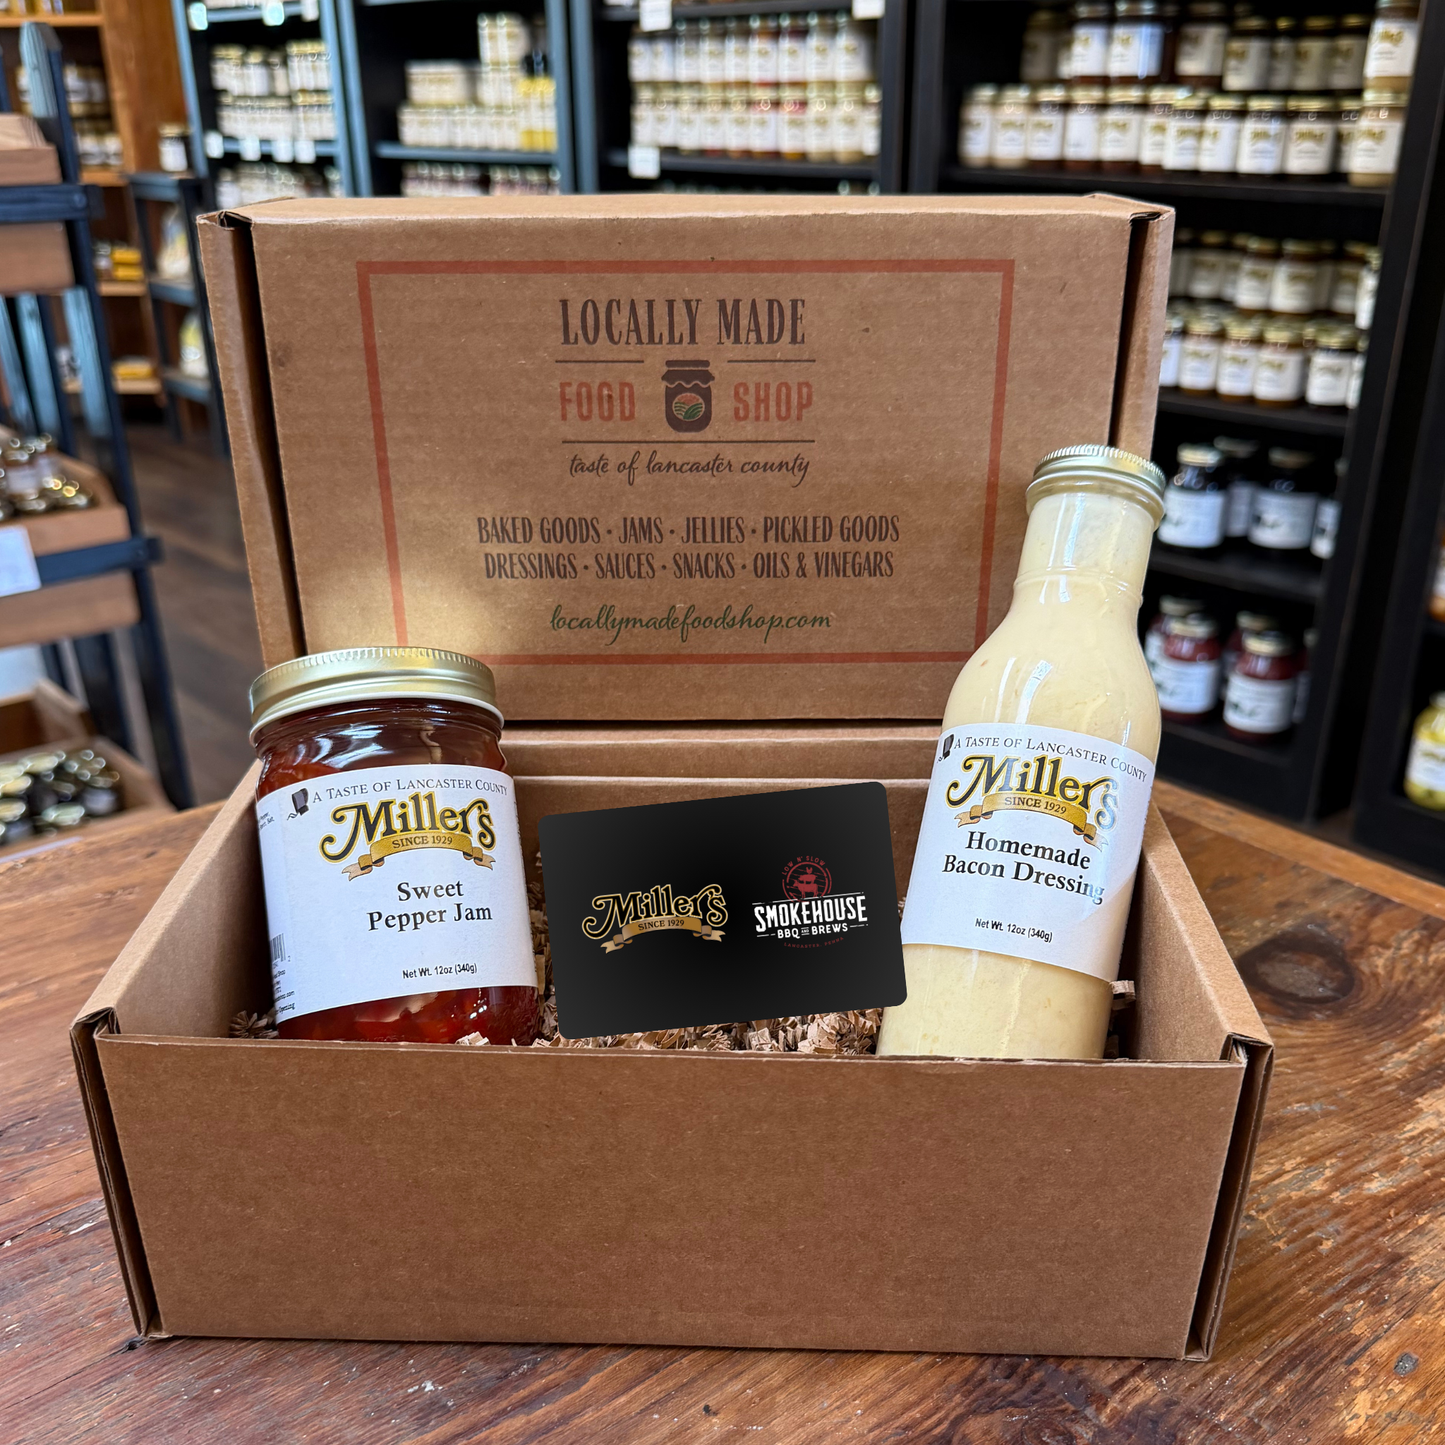 LOCALLY MADE
FOOD SHOP
taste of lancaster county
BAKED GOODS • JAMS • JELLIES • PICKLED GOODS
DRESSINGS • SAUCES • SNACKS • OILS & VINEGARS
locallymadefoodshop.com
A TASTE OF LANCASTER COUNTY
Miller's
SINCE 1929
Sweet
Pepper Jam
Net Wt. 12oz (340g)
Miller's
SINCE 1929
LOW N' SLOW
SMOKEHOUSE
BBQ AND BREWS
A TASTE OF LANCASTER COUNTY
Miller's
SINCE 1929
Homemade
Bacon Dressing
Net Wt. 12oz (340g)